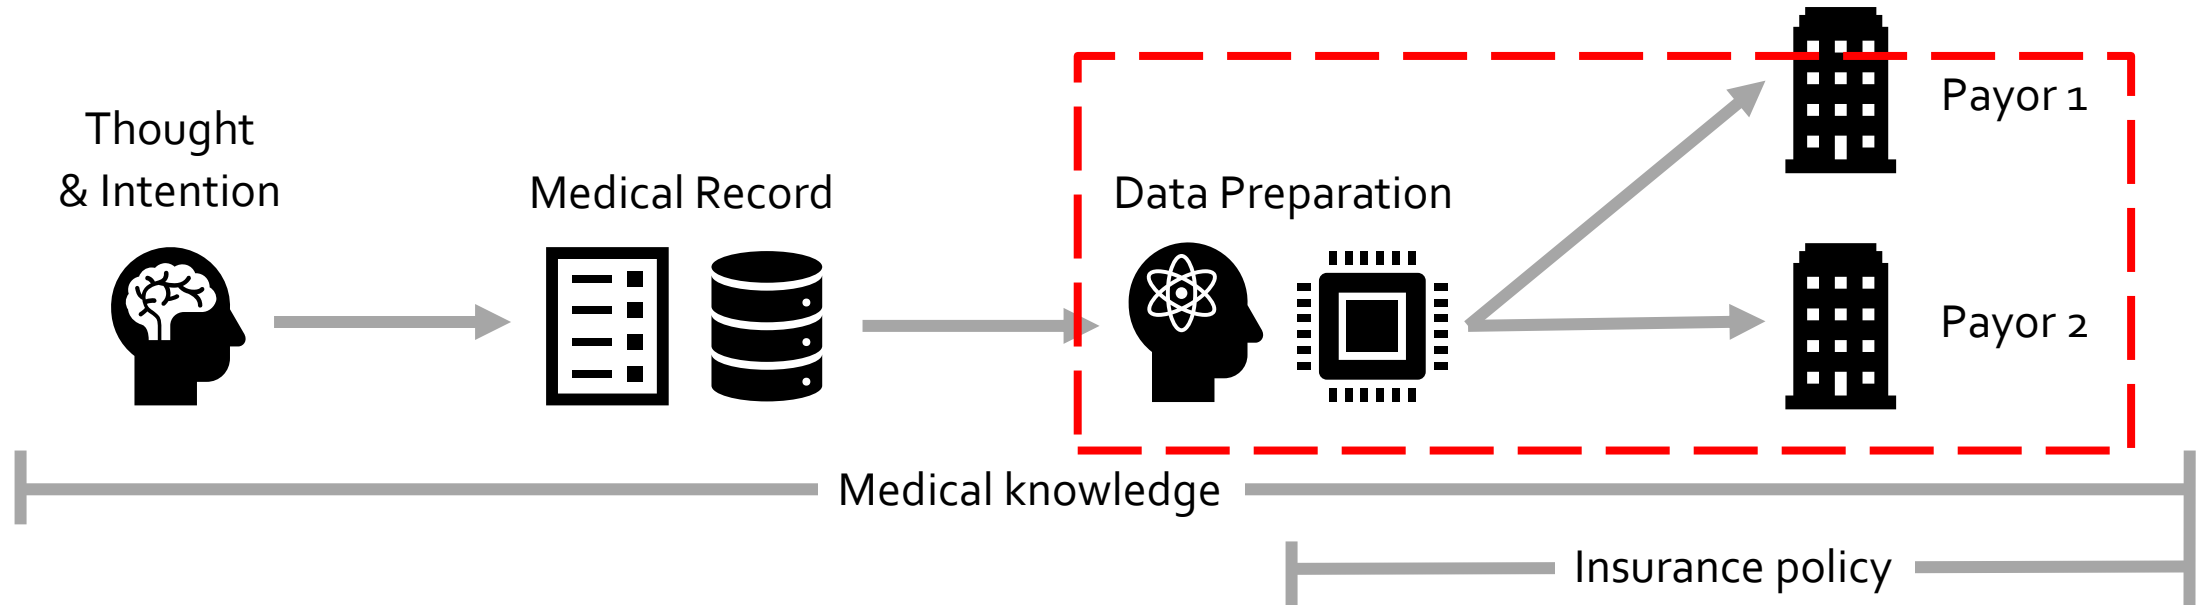 Thought
& Intention
Medical Record
Data Preparation
Payor 1
Payor 2
Medical knowledge
Insurance policy